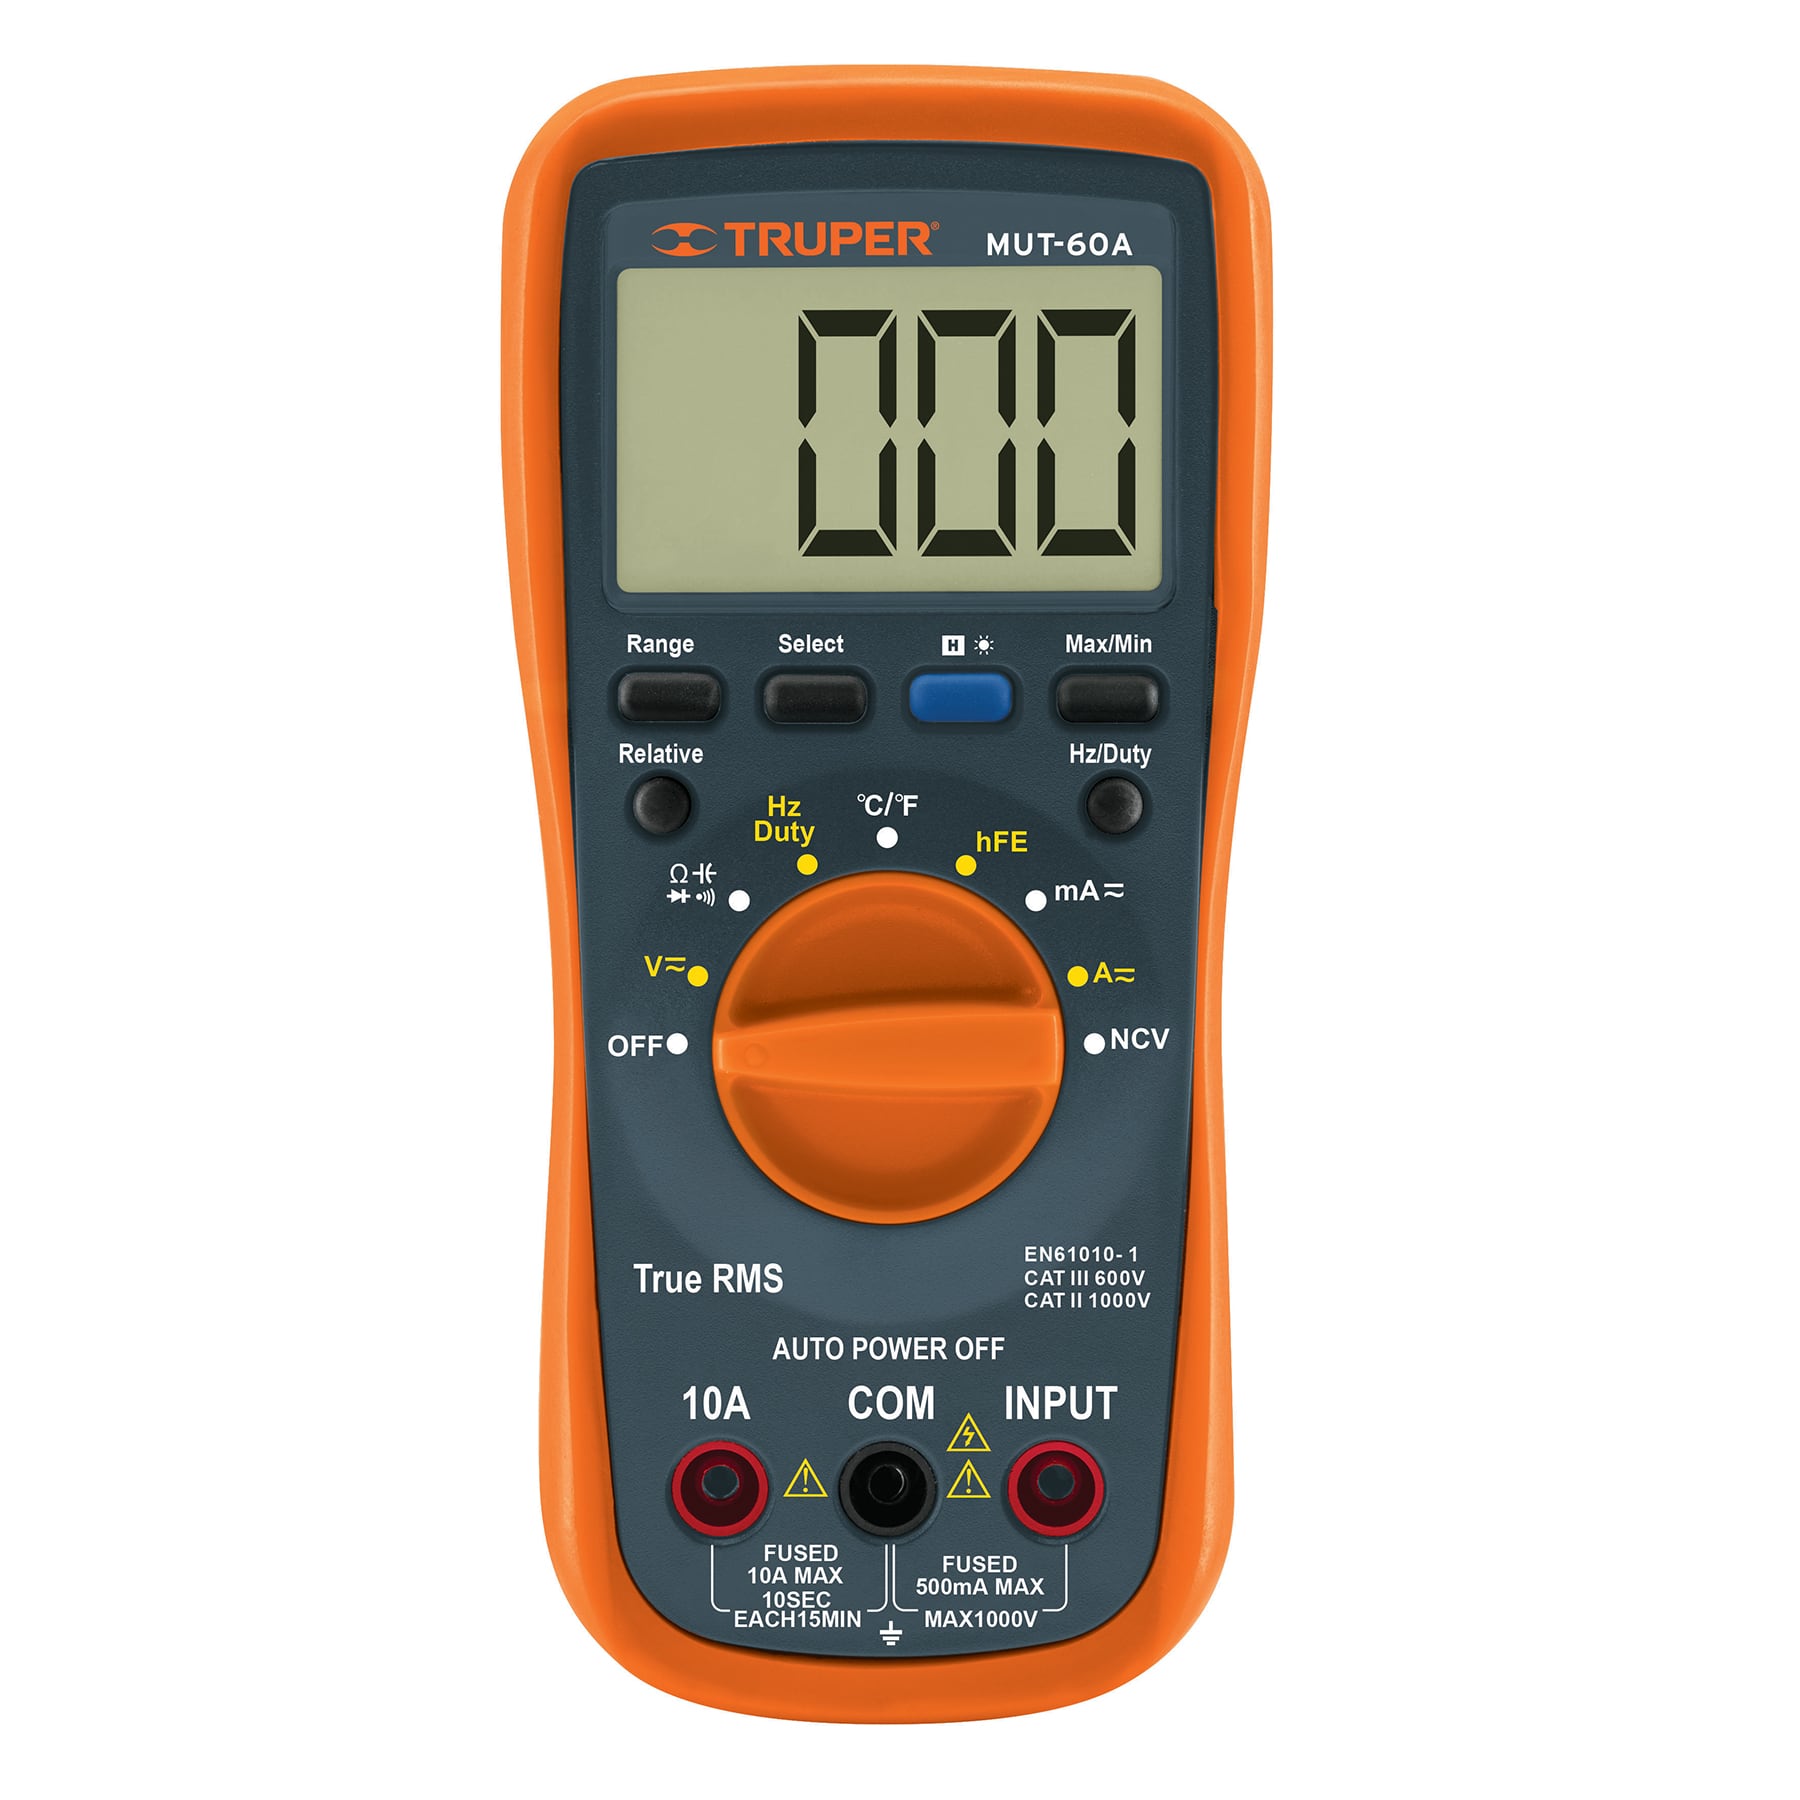 TRUPER® MUT-60A
000
Range Select H Max/Min
Relative Hz/Duty
Hz
Duty
℃/℉
hFE
Ω
mA
V
A
OFF
NCV
True RMS
EN61010-1
CAT III 600V
CAT II 1000V
AUTO POWER OFF
10A COM INPUT
FUSED
10A MAX
10SEC
EACH15MIN
FUSED
500mA MAX
MAX1000V